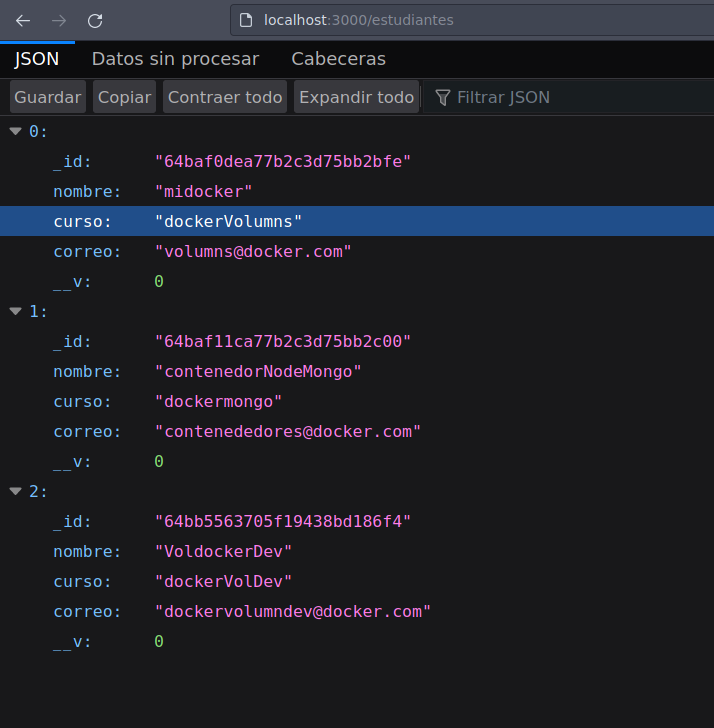 localhost:3000/estudiantes
JSON Datos sin procesar Cabeceras
Guardar Copiar Contraer todo Expandir todo Filtrar JSON
0:
_id: "64baf0dea77b2c3d75bb2bfe"
nombre: "midocker"
curso: "dockerVolumns"
correo: "volumns@docker.com"
__v: 0
1:
_id: "64baf11ca77b2c3d75bb2c00"
nombre: "contenedorNodeMongo"
curso: "dockermongo"
correo: "contenededores@docker.com"
__v: 0
2:
_id: "64bb5563705f19438bd186f4"
nombre: "VoldockerDev"
curso: "dockerVolDev"
correo: "dockervolumndev@docker.com"
__v: 0